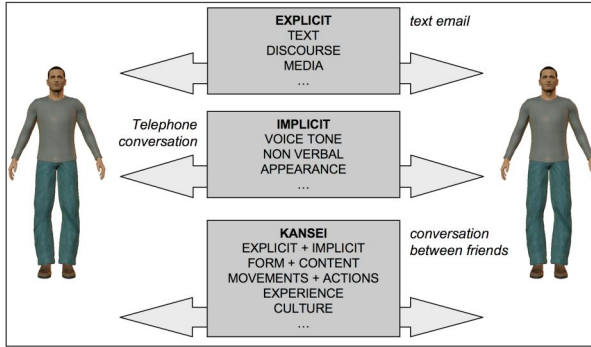 EXPLICIT
TEXT
DISCOURSE
MEDIA
...
text email
Telephone
conversation
IMPLICIT
VOICE TONE
NON VERBAL
APPEARANCE
...
KANSEI
EXPLICIT + IMPLICIT
FORM + CONTENT
MOVEMENTS + ACTIONS
EXPERIENCE
CULTURE
...
conversation
between friends